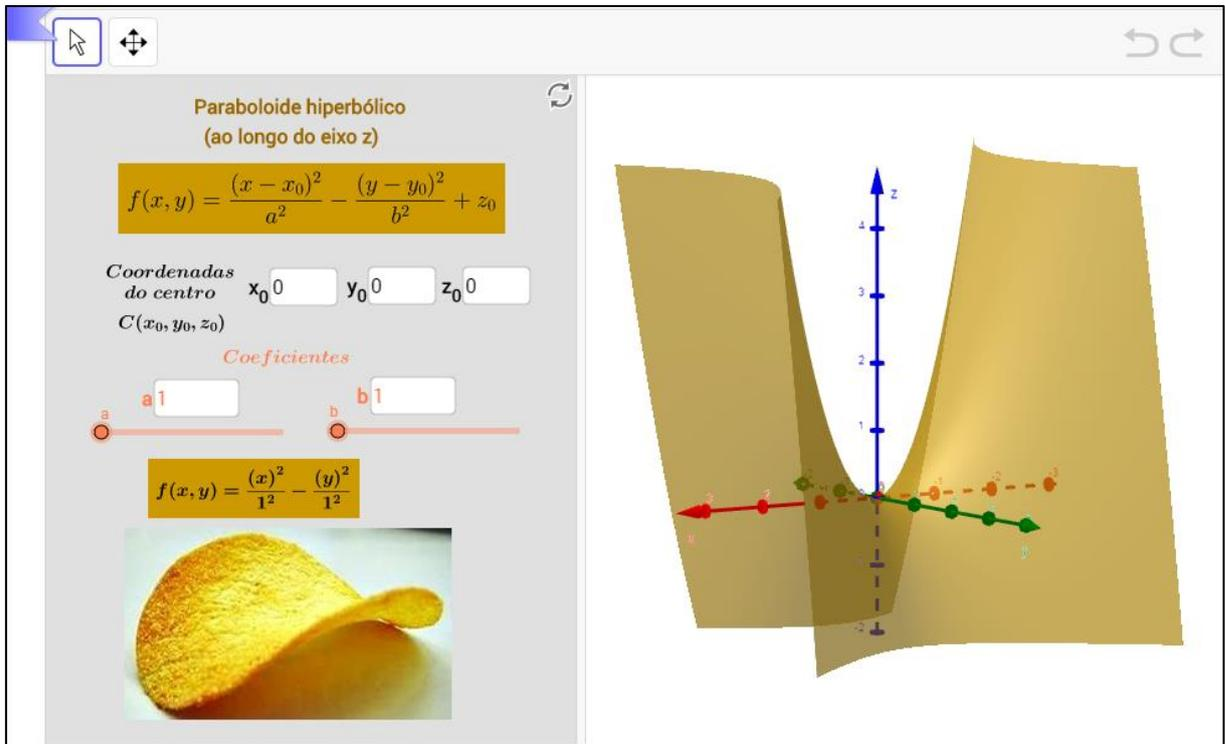 Paraboloide hiperbólico
(ao longo do eixo z)
f(x, y) = (x − x₀)²/a² − (y − y₀)²/b² + z₀
Coordenadas
do centro
C(x₀, y₀, z₀)
x₀ 0 y₀ 0 z₀ 0
Coeficientes
a 1 b 1
a b
f(x, y) = (x)²/1² − (y)²/1²
z
4
3
2
1
-2